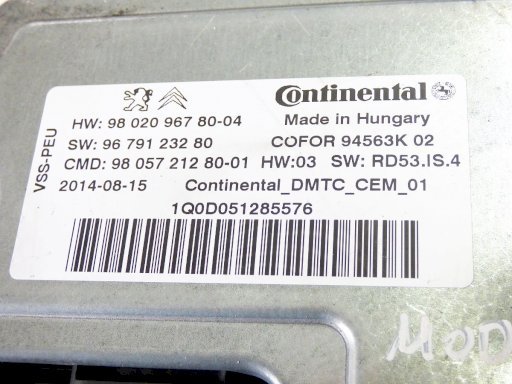 Continental
HW: 98 020 967 80-04 Made in Hungary
SW: 96 791 232 80 COFOR 94563K 02
CMD: 98 057 212 80-01 HW:03 SW: RD53.IS.4
2014-08-15 Continental_DMTC_CEM_01
1Q0D051285576
VSS-PEU
MOD